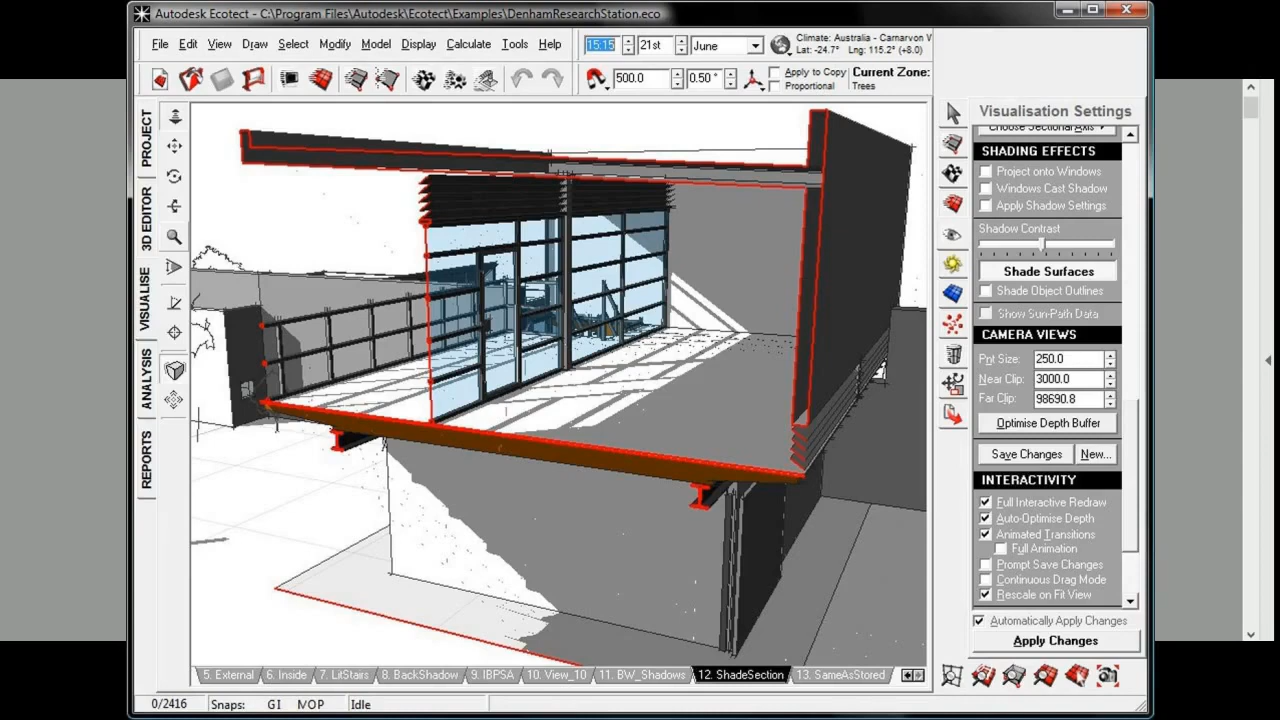 Autodesk Ecotect - C:\Program Files\Autodesk\Ecotect\Examples\DenhamResearchStation.eco
File Edit View Draw Select Modify Model Display Calculate Tools Help
15:15 21st June
Climate: Australia - Carnarvon W
Lat: -24.7° Lng: 115.2° (+8.0)
500.0 0.50 °
Apply to Copy
Proportional
Current Zone:
Trees
PROJECT
3D EDITOR
VISUALISE
ANALYSIS
REPORTS
Visualisation Settings
Choose Sectional Axis
SHADING EFFECTS
Project onto Windows
Windows Cast Shadow
Apply Shadow Settings
Shadow Contrast
Shade Surfaces
Shade Object Outlines
Show Sun-Path Data
CAMERA VIEWS
Pnt Size: 250.0
Near Clip: 3000.0
Far Clip: 98690.8
Optimise Depth Buffer
Save Changes New...
INTERACTIVITY
Full Interactive Redraw
Auto-Optimise Depth
Animated Transitions
Full Animation
Prompt Save Changes
Continuous Drag Mode
Rescale on Fit View
Automatically Apply Changes
Apply Changes
5. External 6. Inside 7. LitStairs 8. BackShadow 9. IBPSA 10. View_10 11. BW_Shadows 12. ShadeSection 13. SameAsStored
0/2416 Snaps: GI I/OP Idle